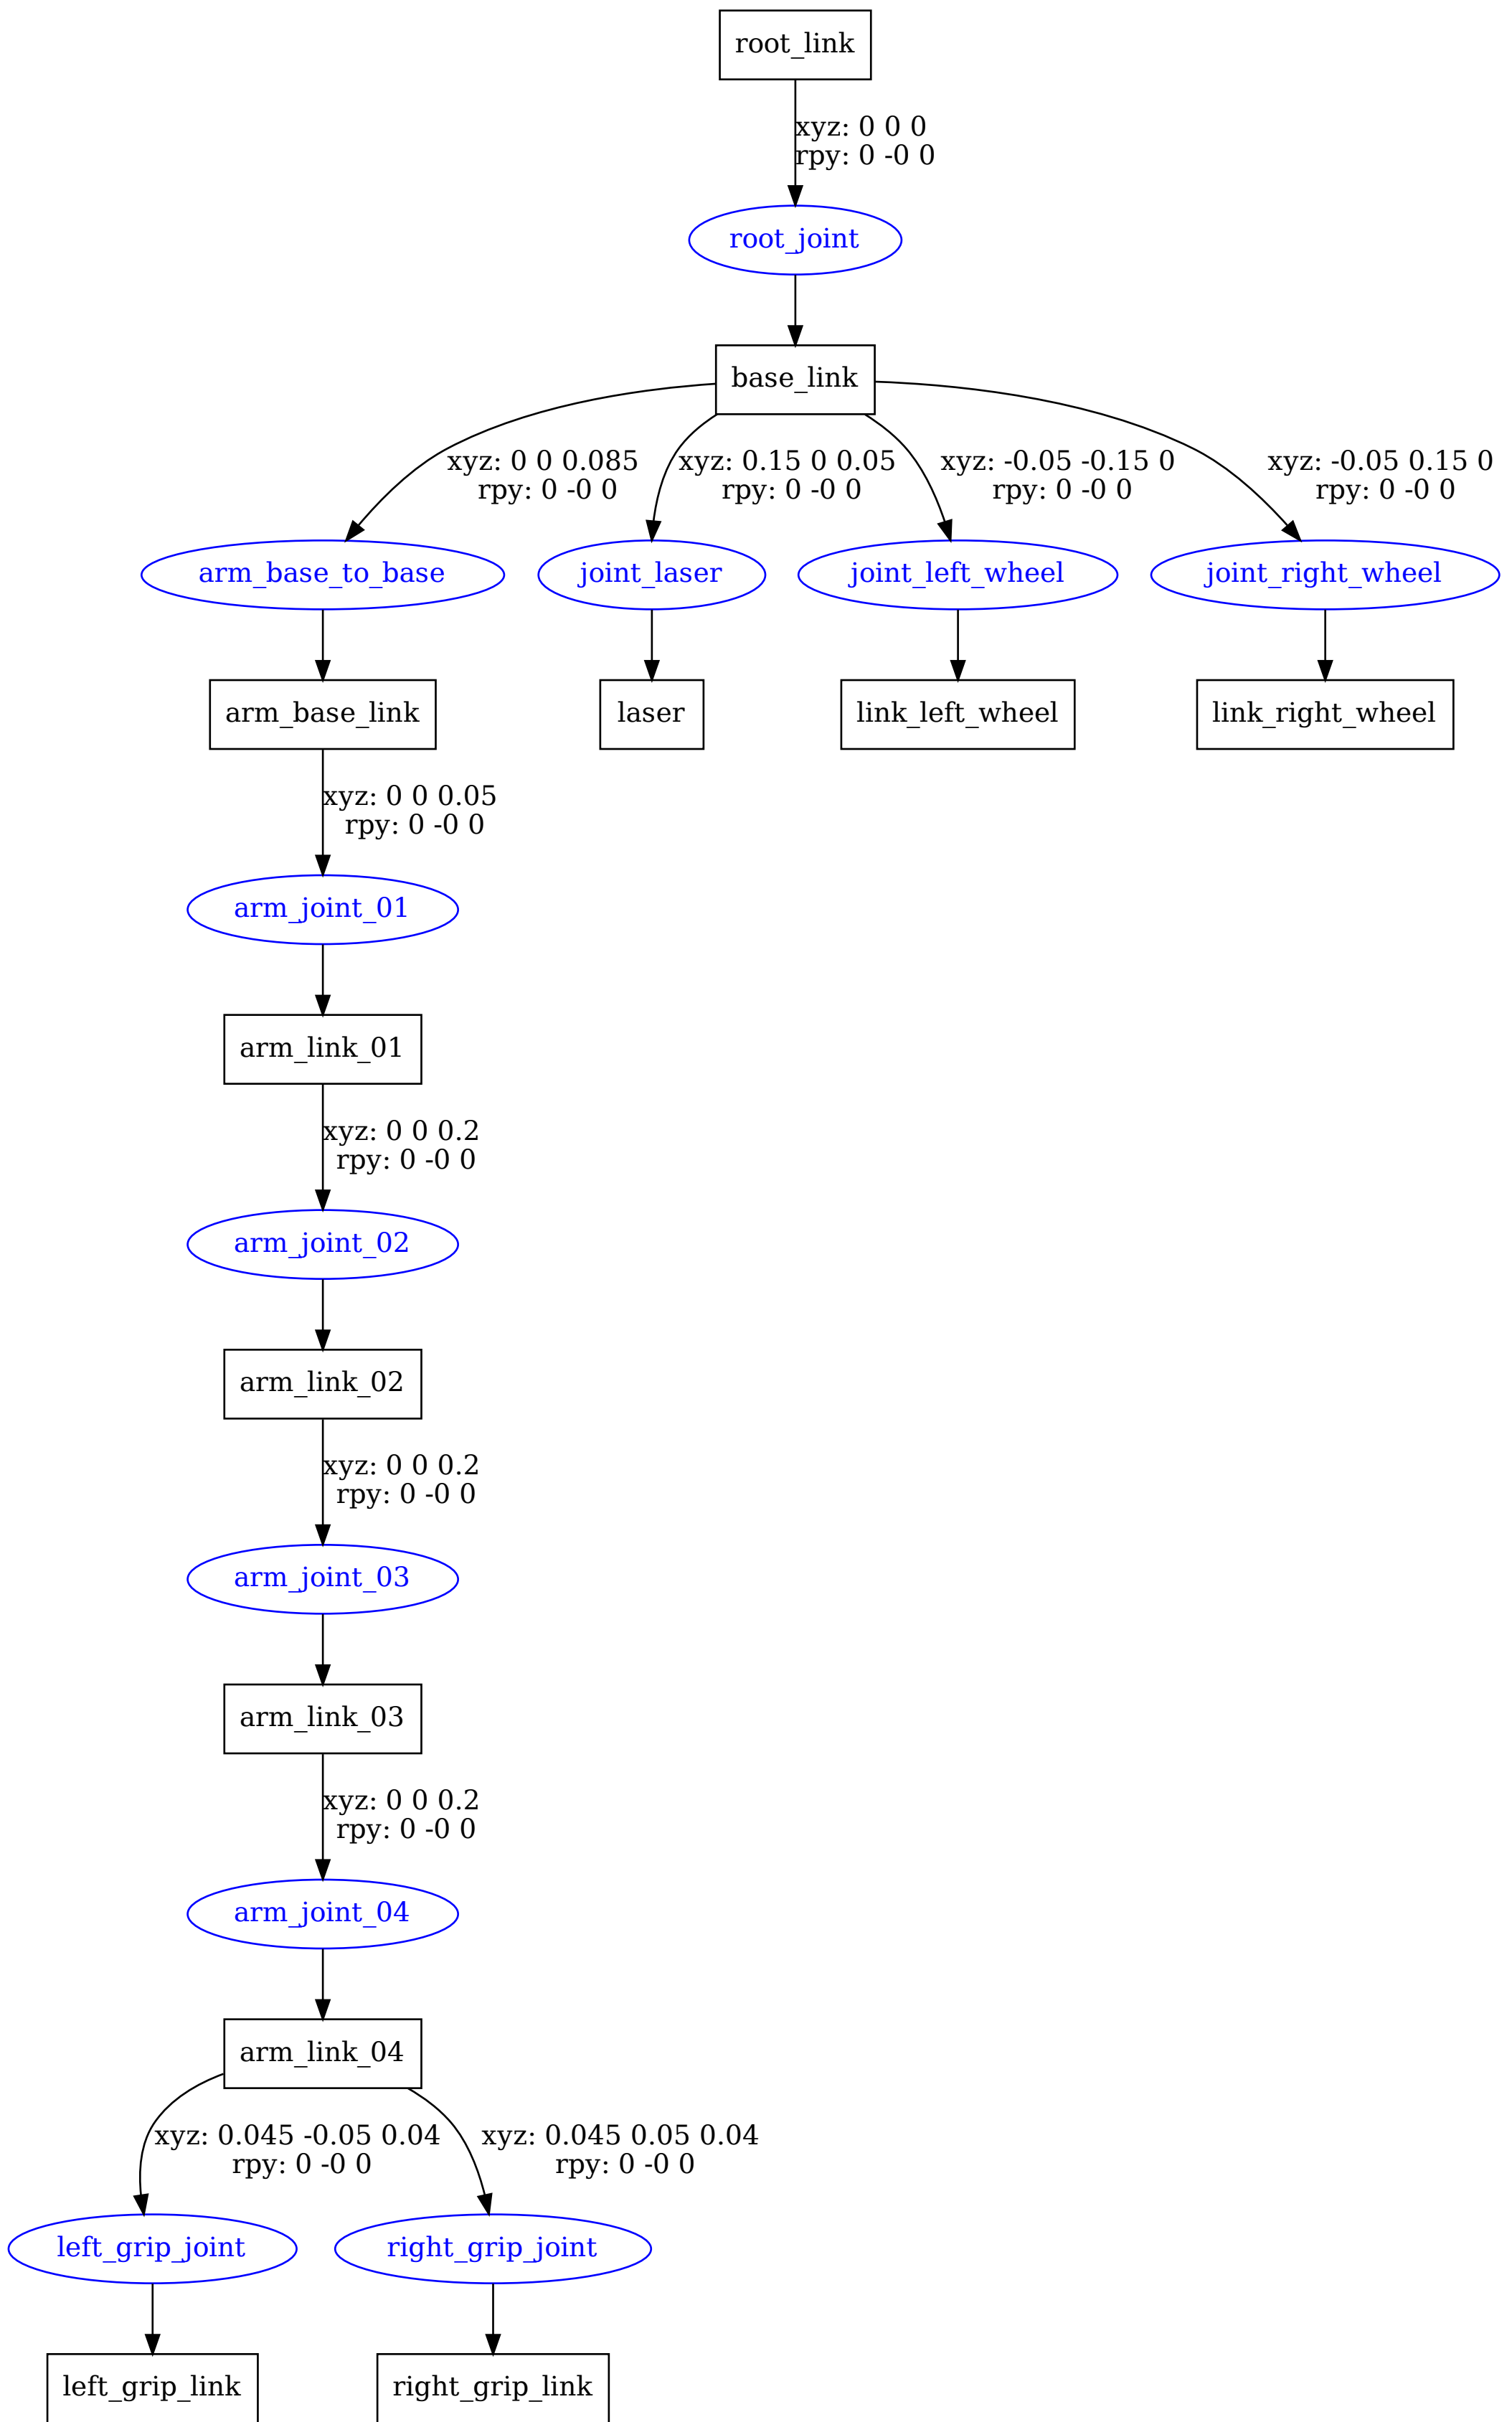 root_link
xyz: 0 0 0
rpy: 0 -0 0
root_joint
base_link
xyz: 0 0 0.085
rpy: 0 -0 0
xyz: 0.15 0 0.05
rpy: 0 -0 0
xyz: -0.05 -0.15 0
rpy: 0 -0 0
xyz: -0.05 0.15 0
rpy: 0 -0 0
arm_base_to_base
joint_laser
joint_left_wheel
joint_right_wheel
arm_base_link
laser
link_left_wheel
link_right_wheel
xyz: 0 0 0.05
rpy: 0 -0 0
arm_joint_01
arm_link_01
xyz: 0 0 0.2
rpy: 0 -0 0
arm_joint_02
arm_link_02
xyz: 0 0 0.2
rpy: 0 -0 0
arm_joint_03
arm_link_03
xyz: 0 0 0.2
rpy: 0 -0 0
arm_joint_04
arm_link_04
xyz: 0.045 -0.05 0.04
rpy: 0 -0 0
xyz: 0.045 0.05 0.04
rpy: 0 -0 0
left_grip_joint
right_grip_joint
left_grip_link
right_grip_link